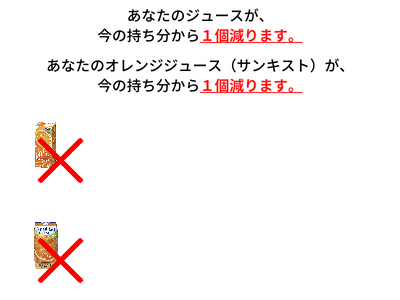 あなたのジュースが、
今の持ち分から１個減ります。
あなたのオレンジジュース（サンキスト）が、
今の持ち分から１個減ります。